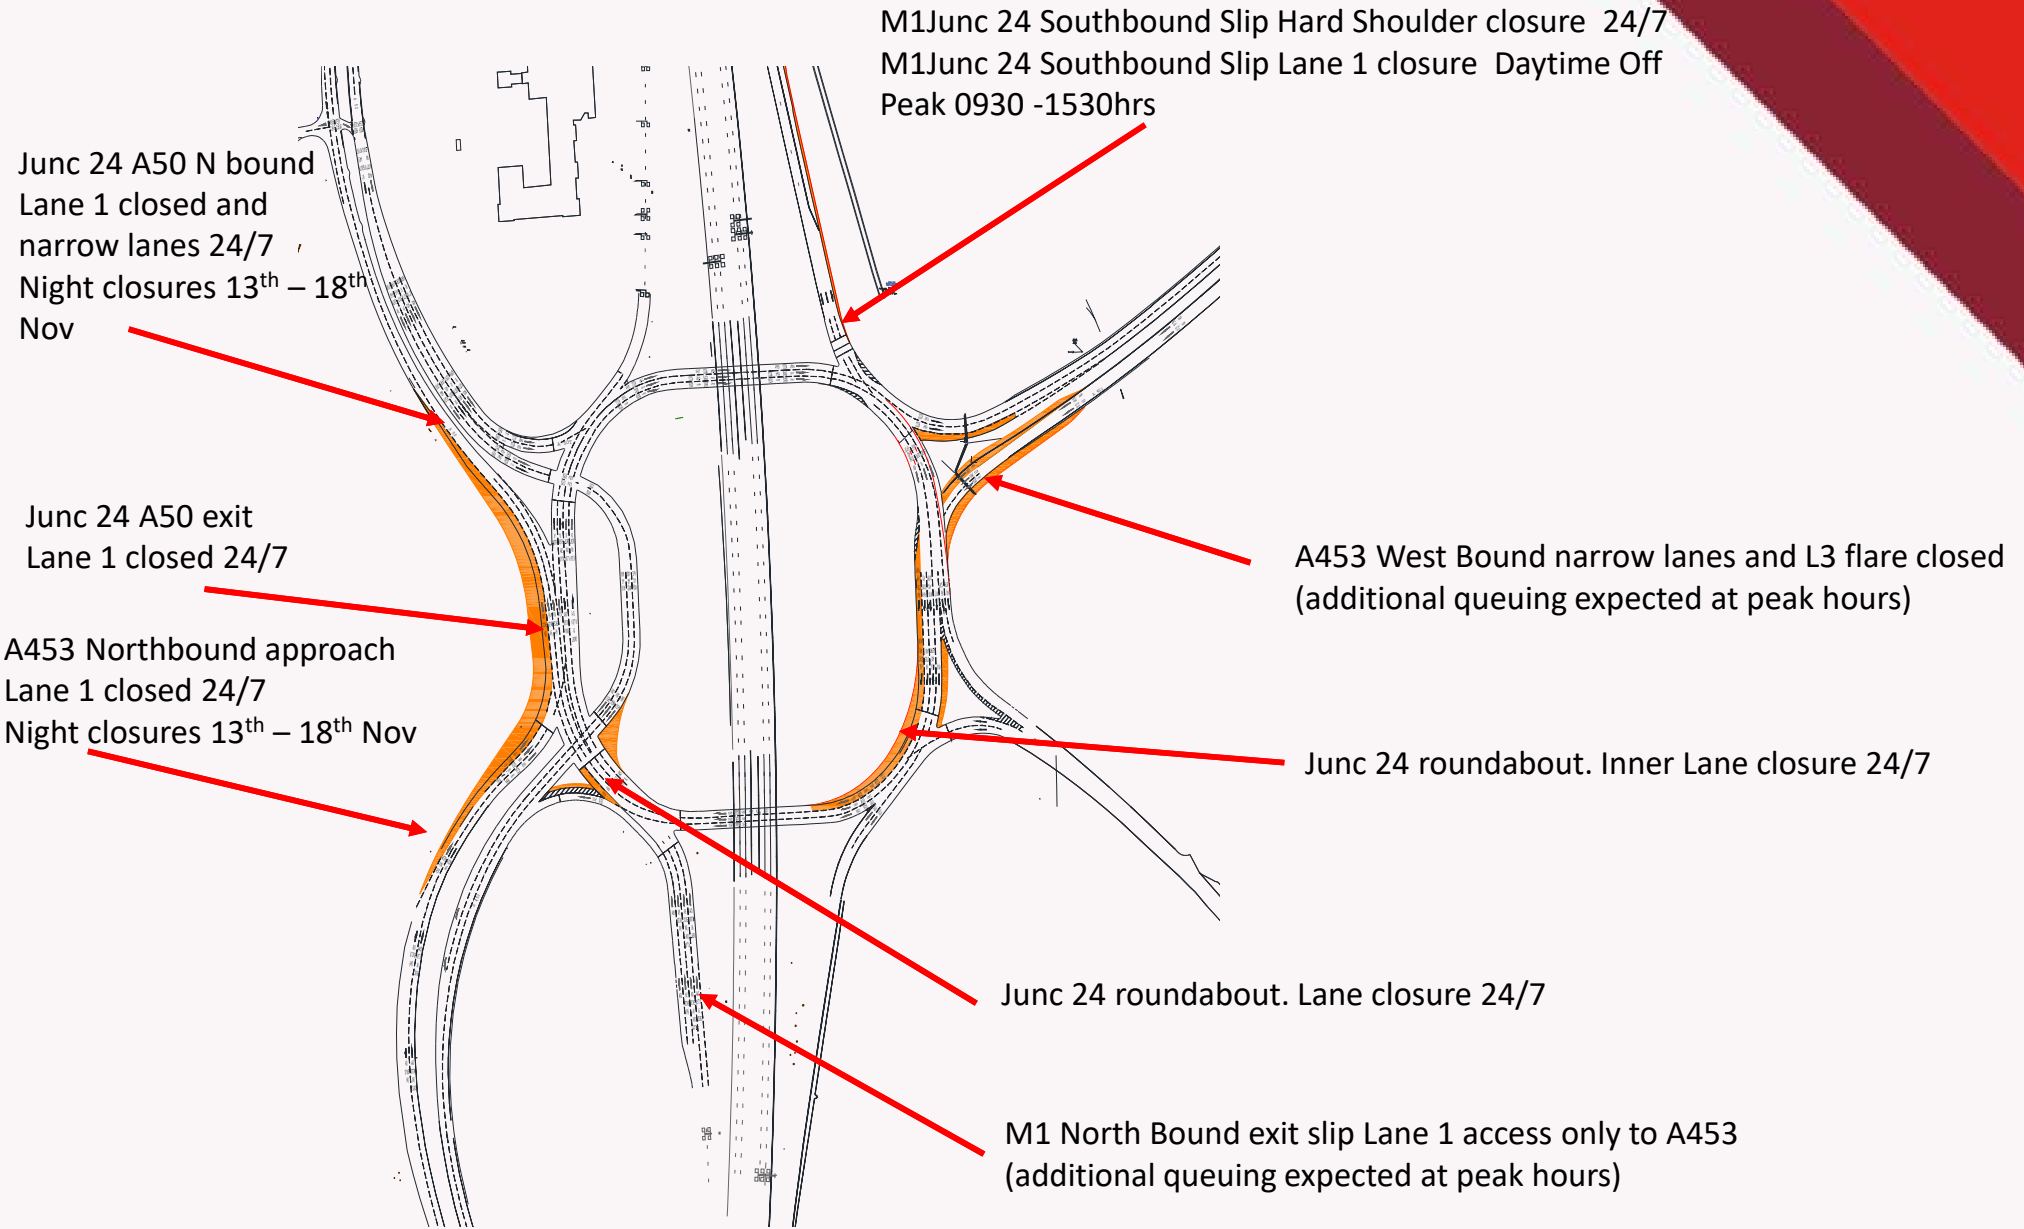 M1Junc 24 Southbound Slip Hard Shoulder closure  24/7
M1Junc 24 Southbound Slip Lane 1 closure  Daytime Off
Peak 0930 -1530hrs
Junc 24 A50 N bound
Lane 1 closed and
narrow lanes 24/7
Night closures 13th – 18th
Nov
Junc 24 A50 exit
Lane 1 closed 24/7
A453 Northbound approach
Lane 1 closed 24/7
Night closures 13th – 18th Nov
A453 West Bound narrow lanes and L3 flare closed
(additional queuing expected at peak hours)
Junc 24 roundabout. Inner Lane closure 24/7
Junc 24 roundabout. Lane closure 24/7
M1 North Bound exit slip Lane 1 access only to A453
(additional queuing expected at peak hours)